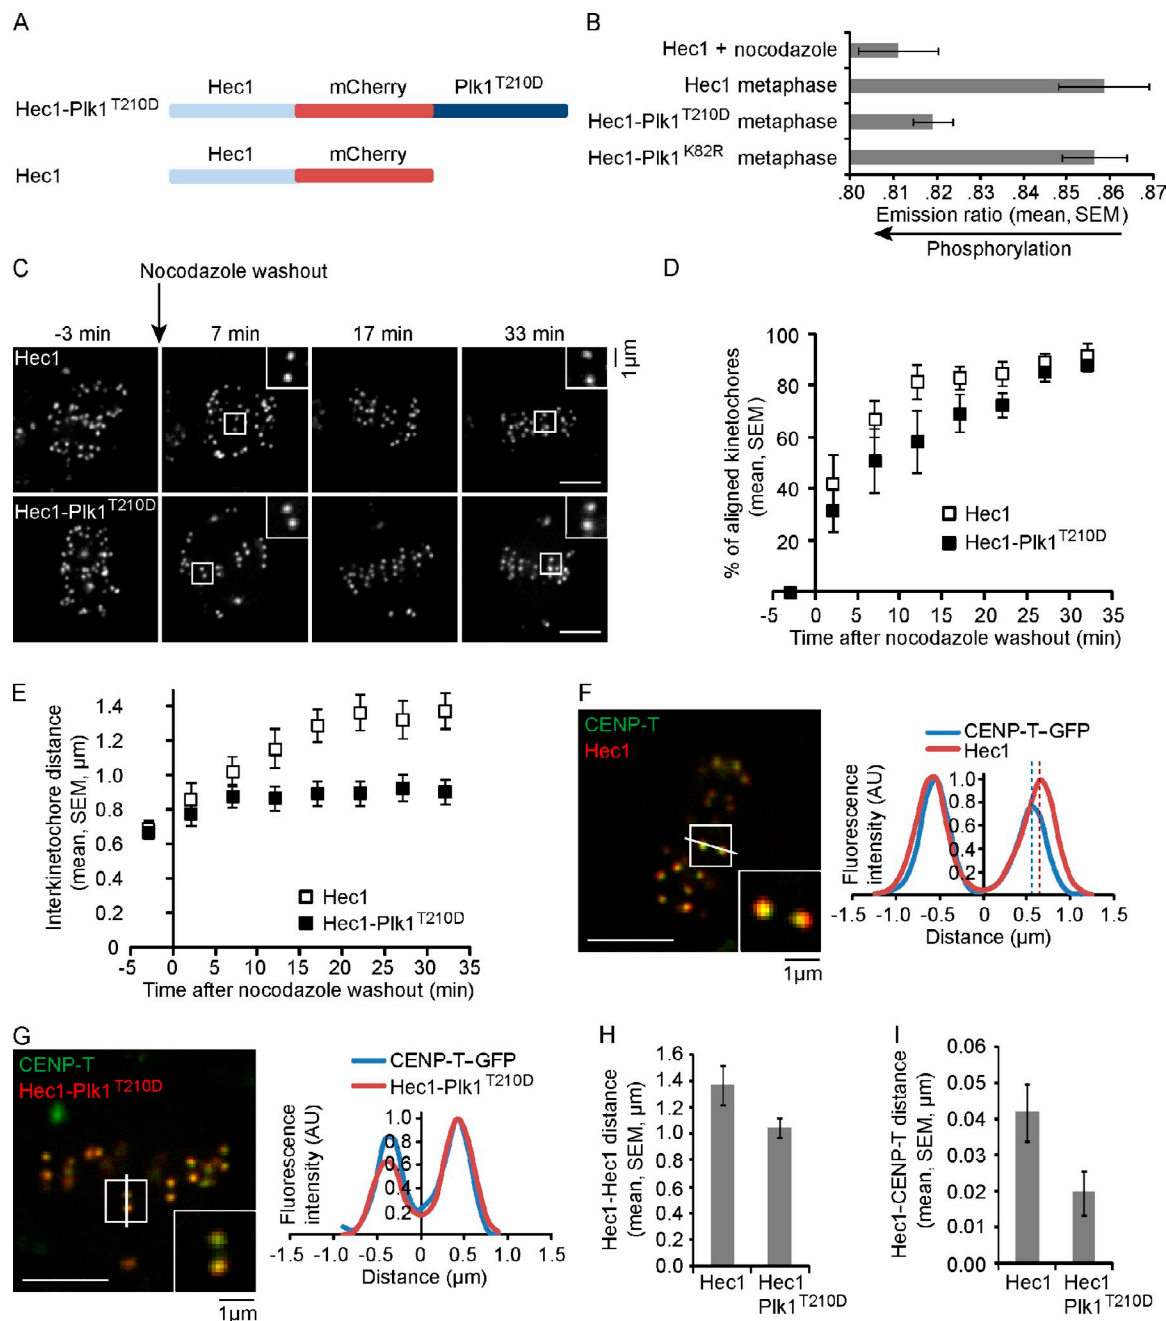 A
Hec1 mCherry Plk1T210D
Hec1-Plk1T210D
Hec1 mCherry
Hec1
B
Hec1 + nocodazole
Hec1 metaphase
Hec1-Plk1T210D metaphase
Hec1-Plk1K82R metaphase
.80 .81 .82 .83 .84 .85 .86 .87
Emission ratio (mean, SEM)
Phosphorylation
C
Nocodazole washout
-3 min 7 min 17 min 33 min
Hec1
1µm
Hec1-Plk1T210D
D
100
80
60
40
20
% of aligned kinetochores
(mean, SEM)
Hec1
Hec1-Plk1T210D
-5 0 5 10 15 20 25 30 35
Time after nocodazole washout (min)
E
1.4
1.2
1.0
0.8
0.6
0.4
0.2
0
Interkinetochore distance
(mean, SEM, µm)
Hec1
Hec1-Plk1T210D
-5 0 5 10 15 20 25 30 35
Time after nocodazole washout (min)
F
CENP-T
Hec1
1µm
CENP-T-GFP
Hec1
Fluorescence
intensity (AU)
1.0
0.8
0.6
0.4
0.2
-1.5 -1.0 -0.5 0 0.5 1.0 1.5
Distance (µm)
G
CENP-T
Hec1-Plk1T210D
1µm
CENP-T-GFP
Hec1-Plk1T210D
Fluorescence
intensity (AU)
1.0
0.8
0.6
0.4
0.2
-1.5 -1.0 -0.5 0 0.5 1.0 1.5
Distance (µm)
H
1.6
1.4
1.2
1.0
0.8
0.6
0.4
0.2
0.0
Hec1-Hec1 distance
(mean, SEM, µm)
Hec1 Hec1
Plk1T210D
I
0.06
0.05
0.04
0.03
0.02
0.01
0.00
Hec1-CENP-T distance
(mean, SEM, µm)
Hec1 Hec1
Plk1T210D